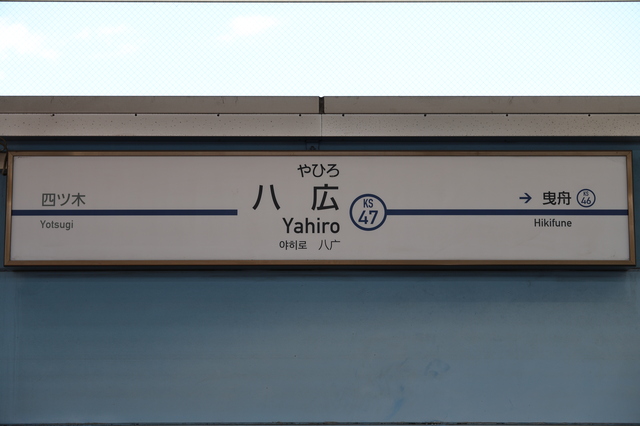 四ツ木
Yotsugi
やひろ
八広
Yahiro
야히로 八广
KS
47
→ 曳舟 KS 46
Hikifune